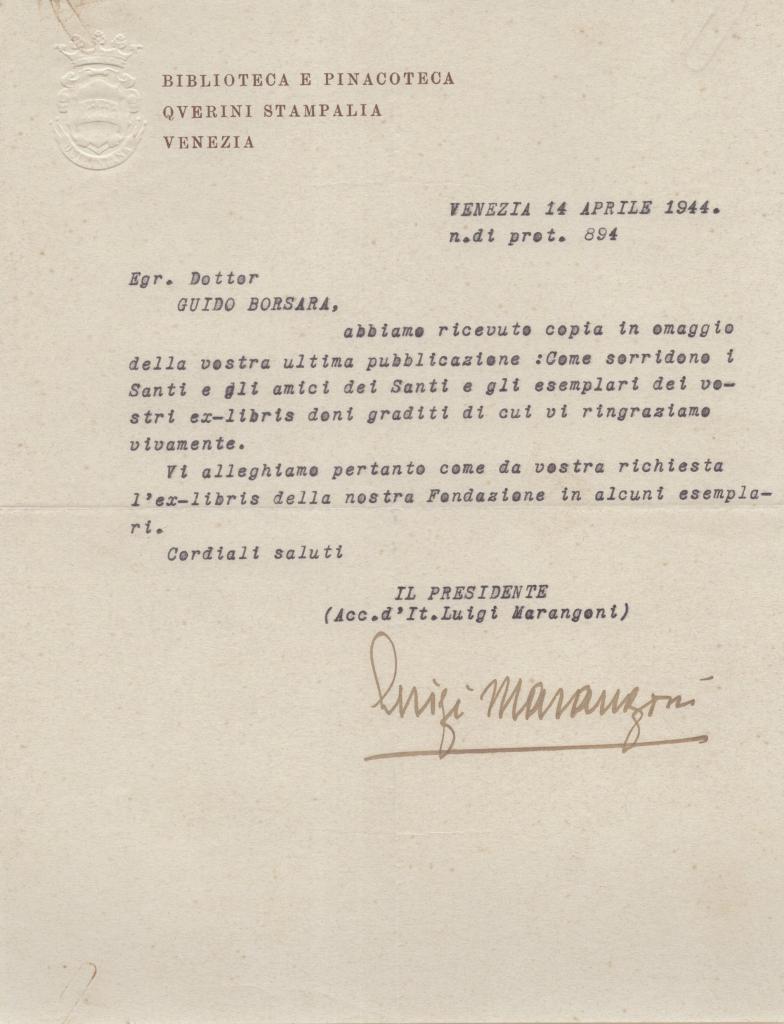 BIBLIOTECA E PINACOTECA
QVERINI STAMPALIA
VENEZIA
VENEZIA 14 APRILE 1944.
n.di prot. 894
Egr. Dottor
GUIDO BORSARA,
abbiamo ricevuto copia in omaggio
della vostra ultima pubblicazione :Come sorridono i
Santi e gli amici dei Santi e gli esemplari dei vo-
stri ex-libris doni graditi di cui vi ringraziamo
vivamente.
Vi alleghiamo pertanto come da vostra richiesta
l'ex-libris della nostra Fondazione in alcuni esempla-
ri.
Cordiali saluti
IL PRESIDENTE
(Acc.d'It.Luigi Marangoni)
Luigi Marangoni